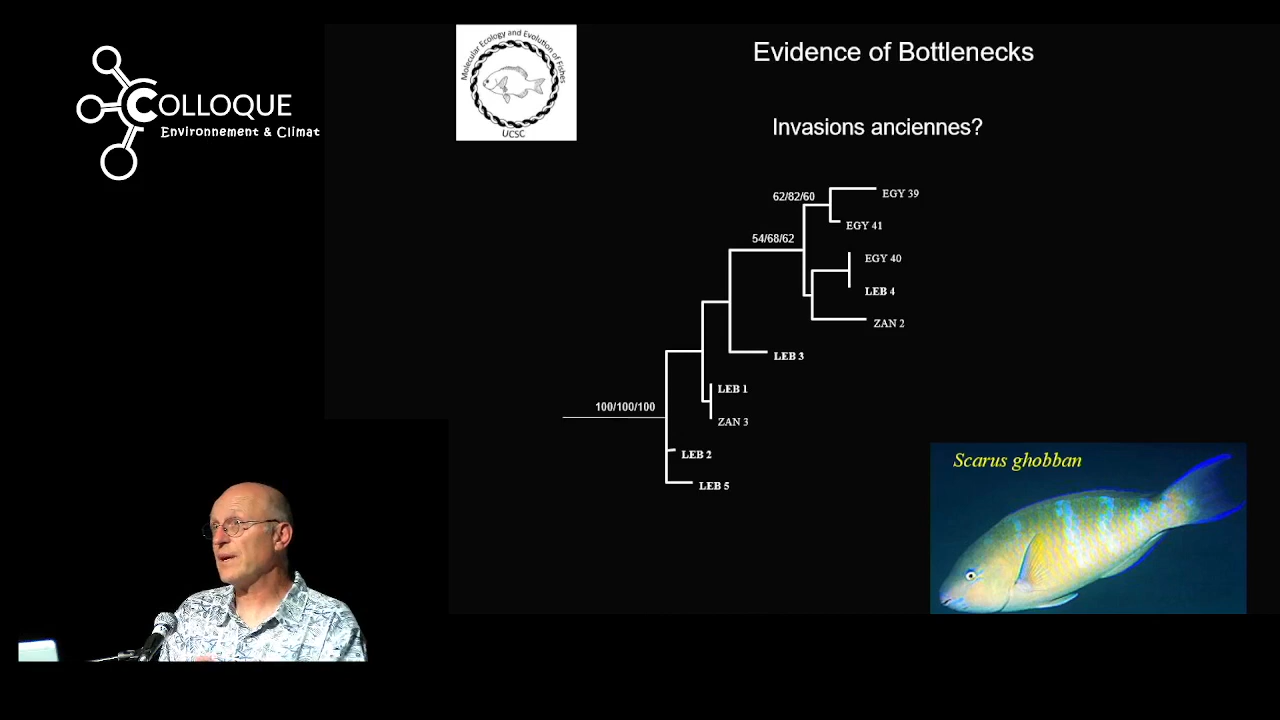 COLLOQUE
Environnement & Climat
Molecular Ecology and Evolution of Fishes
UCSC
Evidence of Bottlenecks
Invasions anciennes?
62/82/60
EGY 39
EGY 41
54/68/62
EGY 40
LEB 4
ZAN 2
LEB 3
LEB 1
100/100/100
ZAN 3
LEB 2
LEB 5
Scarus ghobban